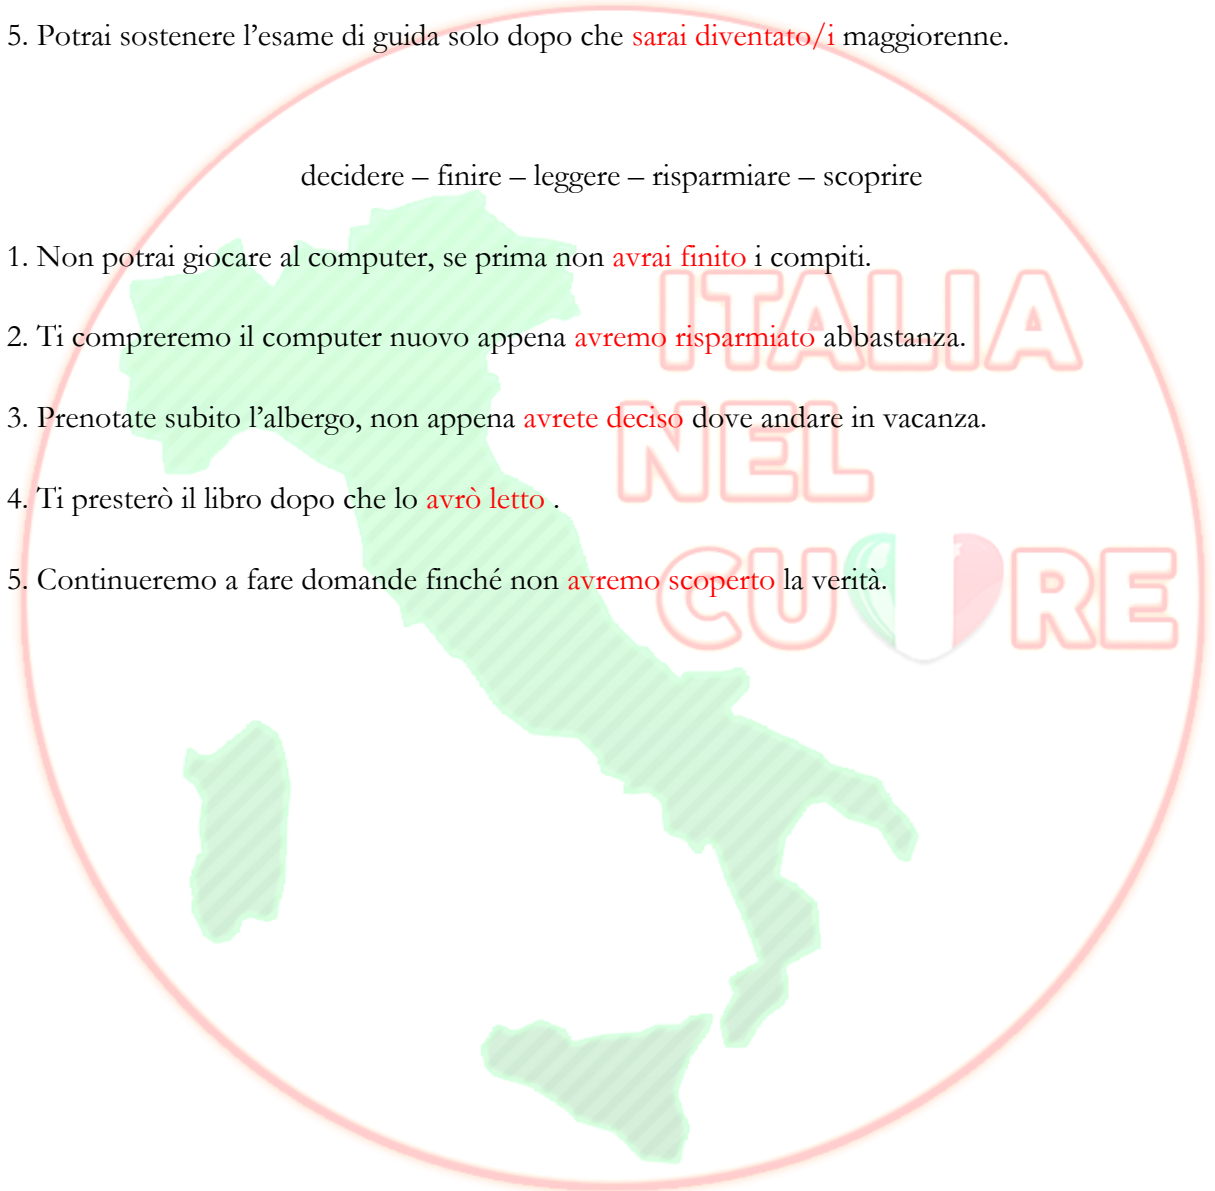 5. Potrai sostenere l’esame di guida solo dopo che sarai diventato/i maggiorenne.
decidere – finire – leggere – risparmiare – scoprire
1. Non potrai giocare al computer, se prima non avrai finito i compiti.
2. Ti compreremo il computer nuovo appena avremo risparmiato abbastanza.
3. Prenotate subito l’albergo, non appena avrete deciso dove andare in vacanza.
4. Ti presterò il libro dopo che lo avrò letto .
5. Continueremo a fare domande finché non avremo scoperto la verità.
ITALIA
NEL
CUORE